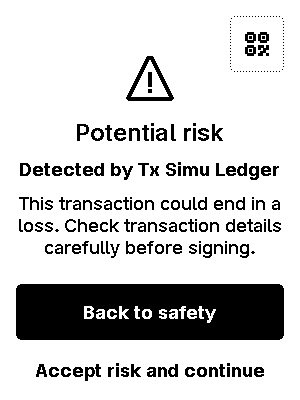 Potential risk
Detected by Tx Simu Ledger
This transaction could end in a
loss. Check transaction details
carefully before signing.
Back to safety
Accept risk and continue